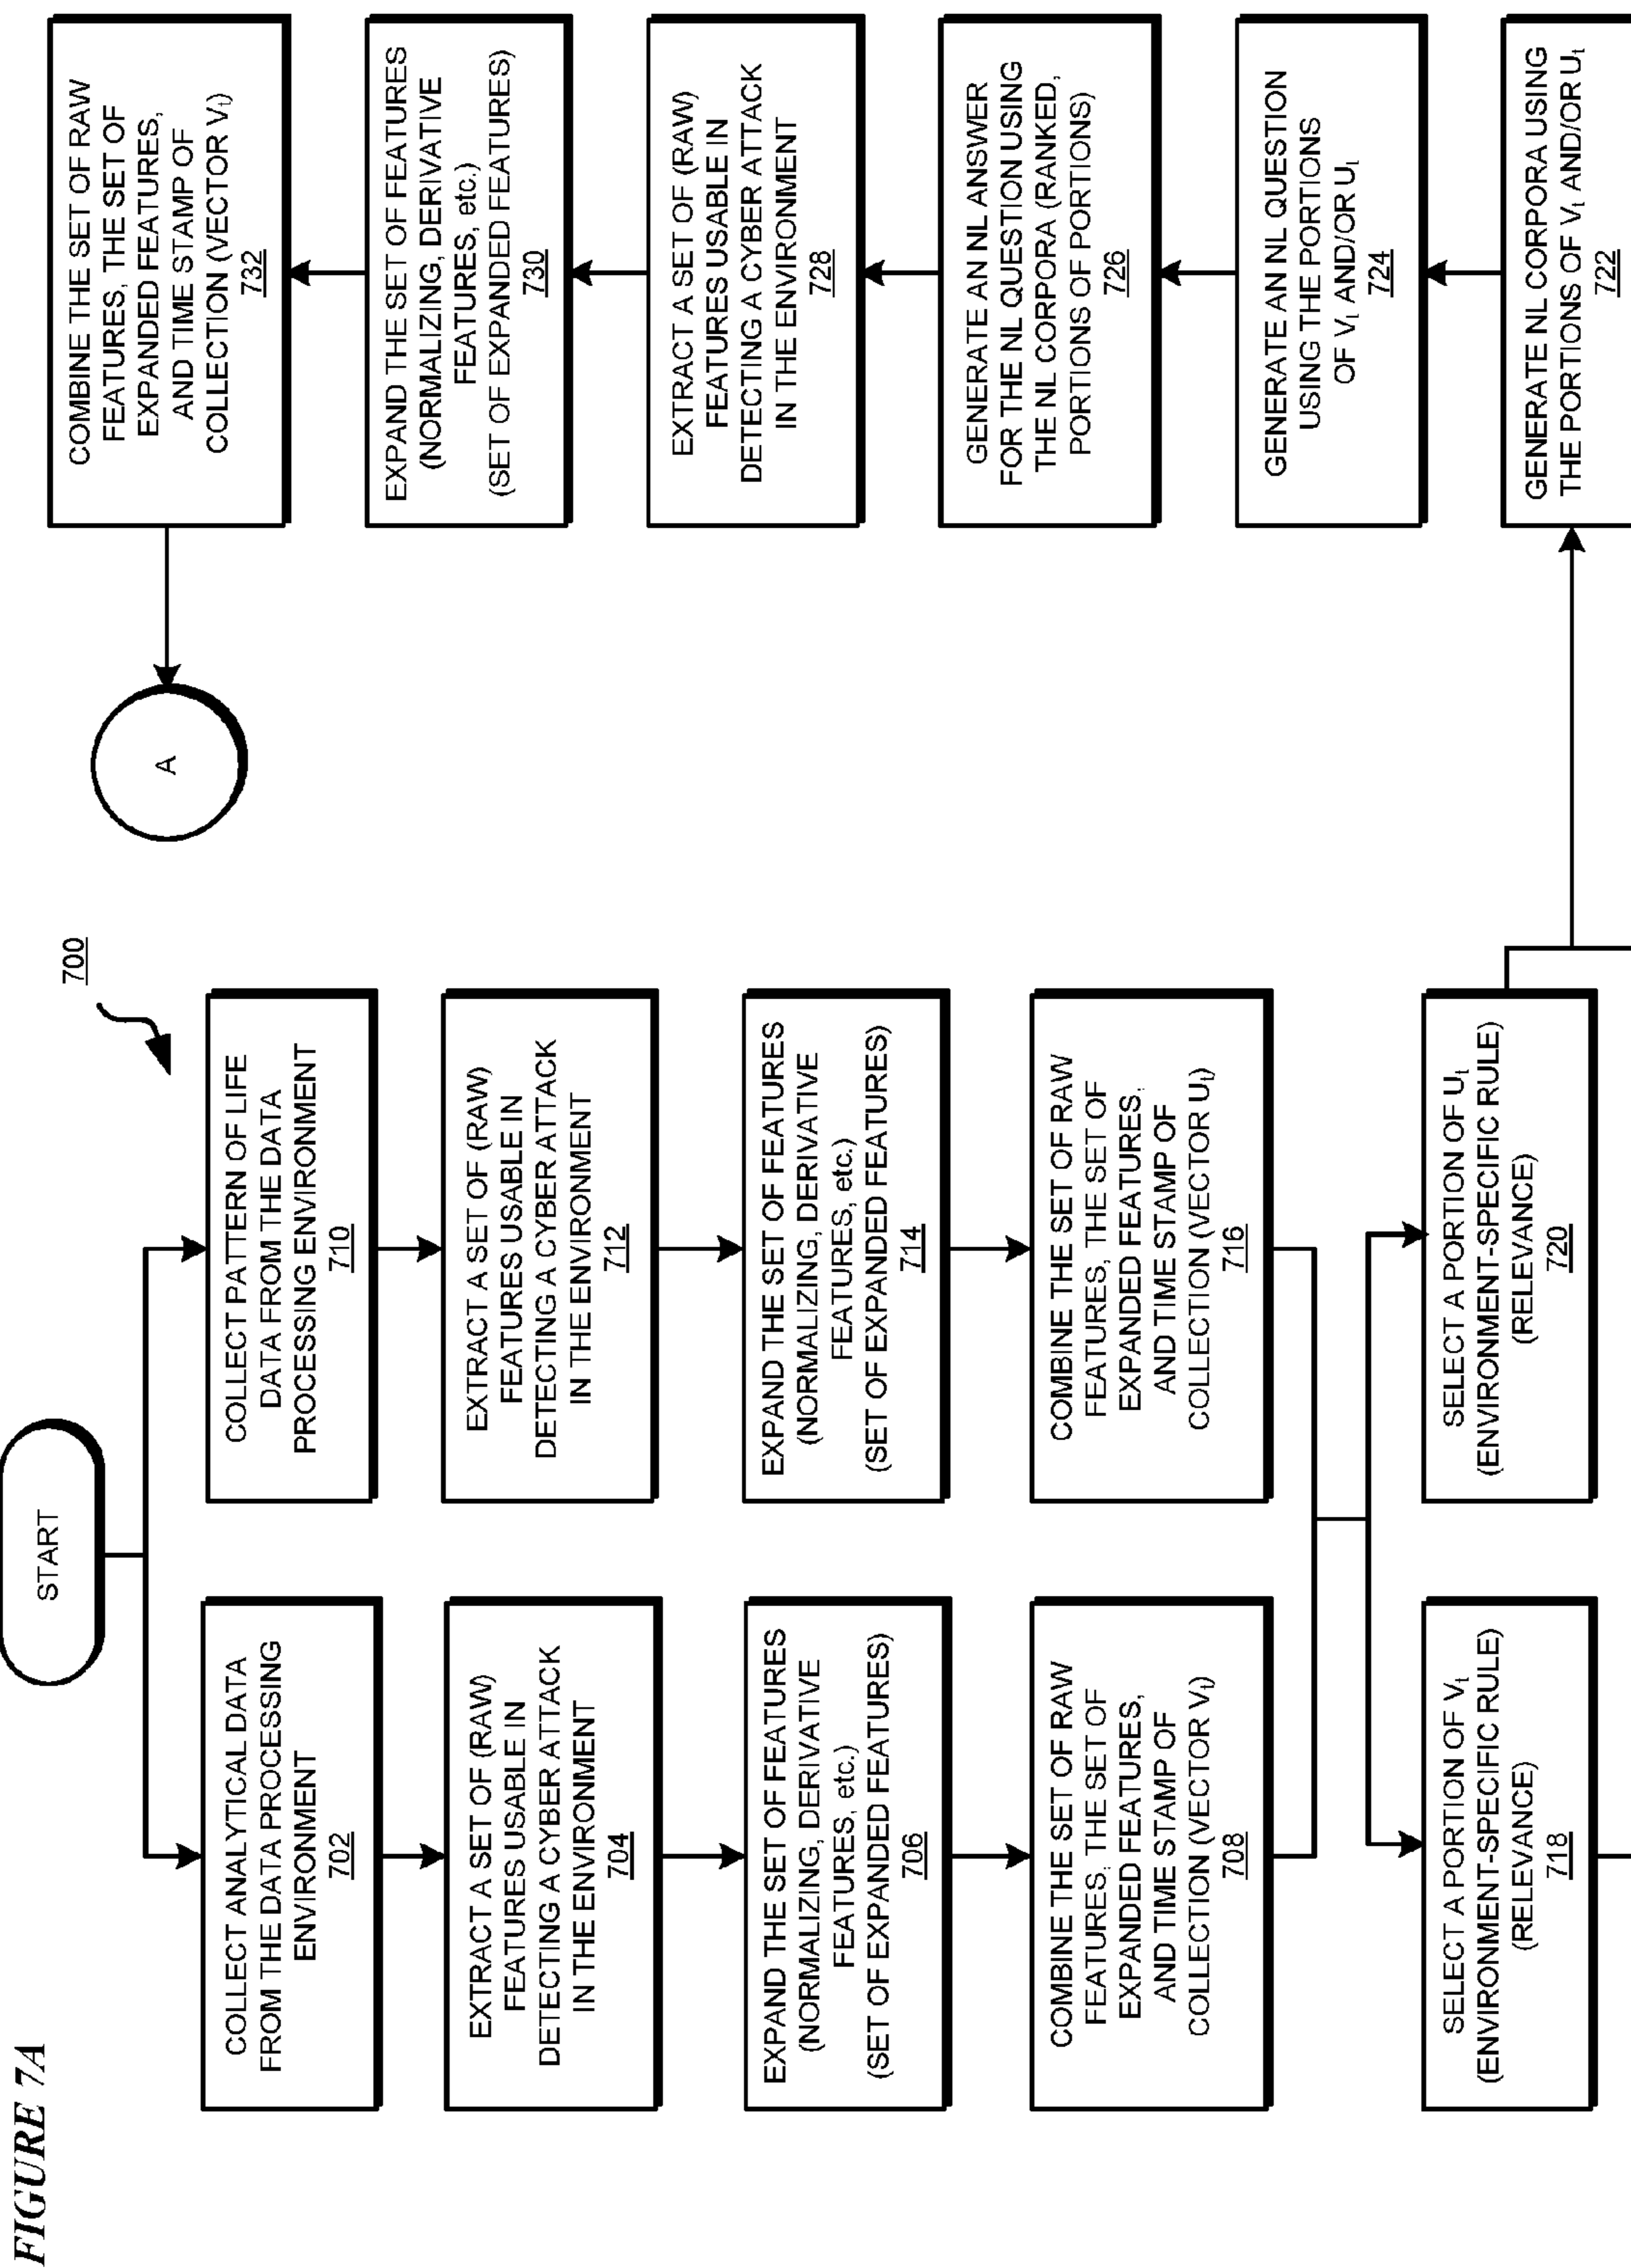 FIGURE 7A
START
700
COLLECT ANALYTICAL DATA
FROM THE DATA PROCESSING
ENVIRONMENT
702
EXTRACT A SET OF (RAW)
FEATURES USABLE IN
DETECTING A CYBER ATTACK
IN THE ENVIRONMENT
704
EXPAND THE SET OF FEATURES
(NORMALIZING, DERIVATIVE
FEATURES, etc.)
(SET OF EXPANDED FEATURES)
706
COMBINE THE SET OF RAW
FEATURES, THE SET OF
EXPANDED FEATURES,
AND TIME STAMP OF
COLLECTION (VECTOR Vt)
708
COLLECT PATTERN OF LIFE
DATA FROM THE DATA
PROCESSING ENVIRONMENT
710
EXTRACT A SET OF (RAW)
FEATURES USABLE IN
DETECTING A CYBER ATTACK
IN THE ENVIRONMENT
712
EXPAND THE SET OF FEATURES
(NORMALIZING, DERIVATIVE
FEATURES, etc.)
(SET OF EXPANDED FEATURES)
714
COMBINE THE SET OF RAW
FEATURES, THE SET OF
EXPANDED FEATURES,
AND TIME STAMP OF
COLLECTION (VECTOR Ut)
716
SELECT A PORTION OF Vt
(ENVIRONMENT-SPECIFIC RULE)
(RELEVANCE)
718
SELECT A PORTION OF Ut
(ENVIRONMENT-SPECIFIC RULE)
(RELEVANCE)
720
GENERATE NL CORPORA USING
THE PORTIONS OF Vt AND/OR Ut
722
GENERATE AN NL QUESTION
USING THE PORTIONS
OF Vt AND/OR Ut
724
GENERATE AN NL ANSWER
FOR THE NL QUESTION USING
THE NL CORPORA (RANKED,
PORTIONS OF PORTIONS)
726
EXTRACT A SET OF (RAW)
FEATURES USABLE IN
DETECTING A CYBER ATTACK
IN THE ENVIRONMENT
728
EXPAND THE SET OF FEATURES
(NORMALIZING, DERIVATIVE
FEATURES, etc.)
(SET OF EXPANDED FEATURES)
730
COMBINE THE SET OF RAW
FEATURES, THE SET OF
EXPANDED FEATURES,
AND TIME STAMP OF
COLLECTION (VECTOR Vt)
732
A